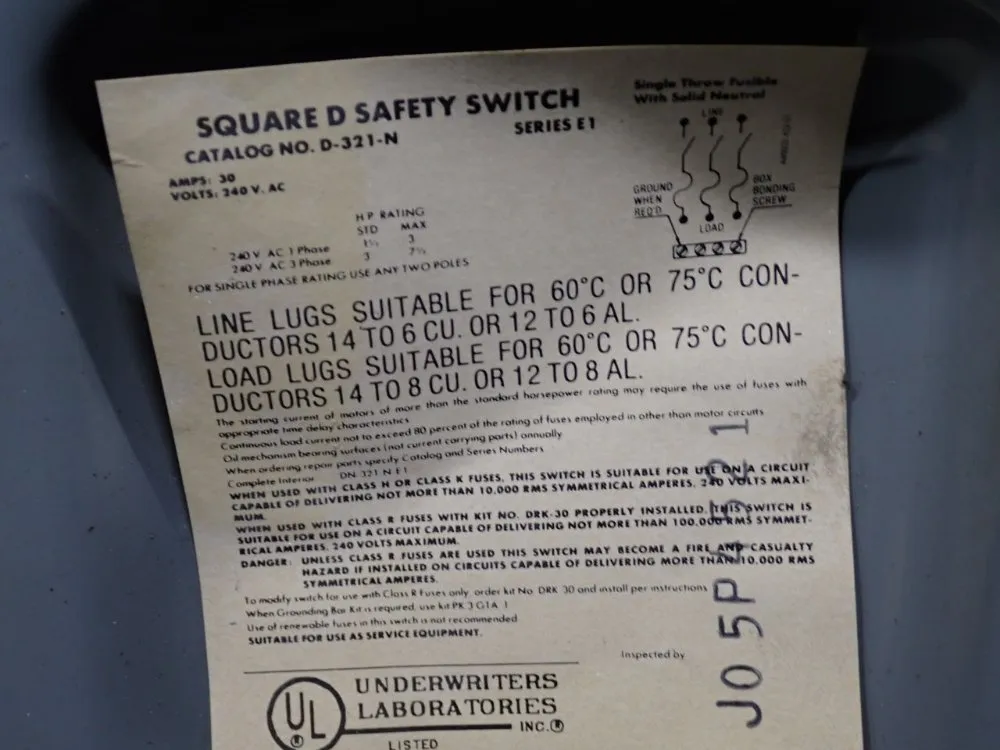 SQUARE D SAFETY SWITCH
CATALOG NO. D-321-N
SERIES E1
AMPS: 30
VOLTS: 240 V. AC
Single Throw Fusible
With Solid Neutral
LINE
GROUND
WHEN
REQ'D
BOX
BONDING
SCREW
LOAD
H P RATING
STD MAX
240 V AC 1 Phase 1½ 3
240 V AC 3 Phase 3 7½
FOR SINGLE PHASE RATING USE ANY TWO POLES
LINE LUGS SUITABLE FOR 60°C OR 75°C CON-
DUCTORS 14 TO 6 CU. OR 12 TO 6 AL.
LOAD LUGS SUITABLE FOR 60°C OR 75°C CON-
DUCTORS 14 TO 8 CU. OR 12 TO 8 AL.
The starting current of motors of more than the standard horsepower rating may require the use of fuses with
appropriate time delay characteristics
Continuous load current not to exceed 80 percent of the rating of fuses employed in other than motor circuits
Oil mechanism bearing surfaces (not current carrying parts) annually
When ordering repair parts specify Catalog and Series Numbers
Complete Interior DN 321 N E1
WHEN USED WITH CLASS H OR CLASS K FUSES, THIS SWITCH IS SUITABLE FOR USE ON A CIRCUIT
CAPABLE OF DELIVERING NOT MORE THAN 10,000 RMS SYMMETRICAL AMPERES, 240 VOLTS MAXI-
MUM.
WHEN USED WITH CLASS R FUSES WITH KIT NO. DRK-30 PROPERLY INSTALLED, THIS SWITCH IS
SUITABLE FOR USE ON A CIRCUIT CAPABLE OF DELIVERING NOT MORE THAN 100,000 RMS SYMMET-
RICAL AMPERES, 240 VOLTS MAXIMUM.
DANGER: UNLESS CLASS R FUSES ARE USED THIS SWITCH MAY BECOME A FIRE AND CASUALTY
HAZARD IF INSTALLED ON CIRCUITS CAPABLE OF DELIVERING MORE THAN 10,000 RMS
SYMMETRICAL AMPERES.
To modify switch for use with Class R Fuses only order kit No. DRK 30 and install per instructions
When Grounding Bar Kit is required, use kit PK 3 GTA 1
Use of renewable fuses in this switch is not recommended
SUITABLE FOR USE AS SERVICE EQUIPMENT.
Inspected by
UL
UNDERWRITERS
LABORATORIES
INC.®
LISTED